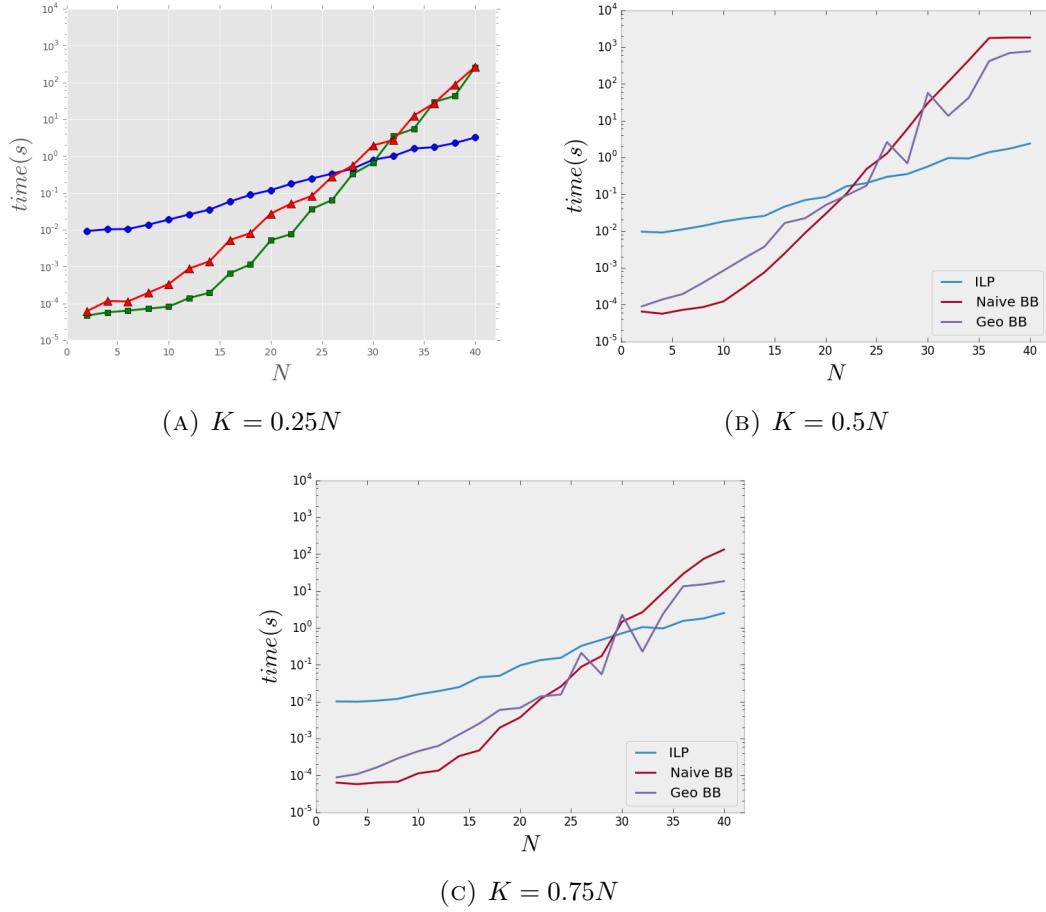 10^4
10^3
10^2
10^1
10^0
10^-1
10^-2
10^-3
10^-4
10^-5
time(s)
0 5 10 15 20 25 30 35 40
N
(A) K = 0.25N
10^4
10^3
10^2
10^1
10^0
10^-1
10^-2
10^-3
10^-4
10^-5
time(s)
ILP
Naive BB
Geo BB
0 5 10 15 20 25 30 35 40
N
(B) K = 0.5N
10^4
10^3
10^2
10^1
10^0
10^-1
10^-2
10^-3
10^-4
10^-5
time(s)
ILP
Naive BB
Geo BB
0 5 10 15 20 25 30 35 40
N
(C) K = 0.75N